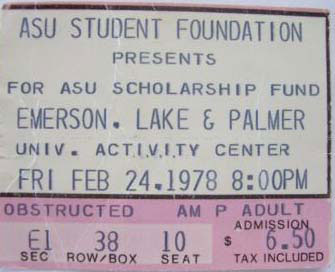 ASU STUDENT FOUNDATION
PRESENTS
FOR ASU SCHOLARSHIP FUND
EMERSON. LAKE & PALMER
UNIV. ACTIVITY CENTER
FRI FEB 24.1978 8:00PM
OBSTRUCTED AM P ADULT
E1 38 10 ADMISSION $ 6.50
SEC ROW/BOX SEAT TAX INCLUDED